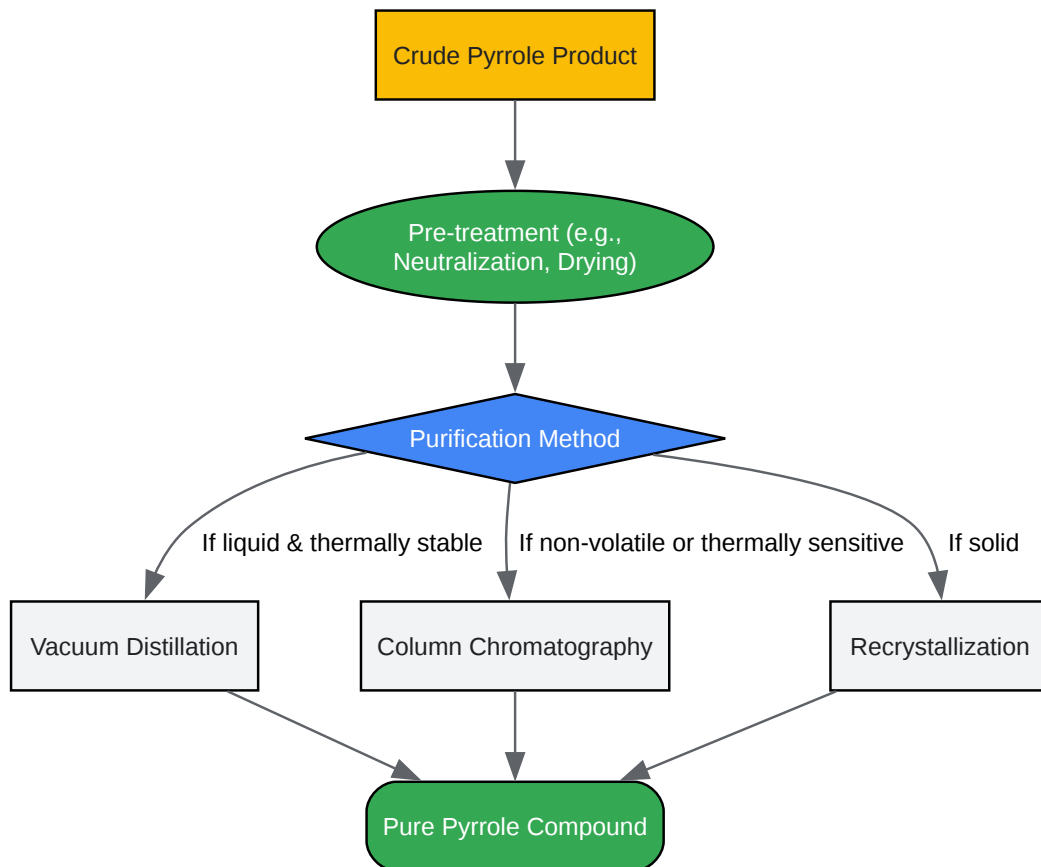 Crude Pyrrole Product
Pre-treatment (e.g.,
Neutralization, Drying)
Purification Method
If liquid & thermally stable
If non-volatile or thermally sensitive
If solid
Vacuum Distillation
Column Chromatography
Recrystallization
Pure Pyrrole Compound